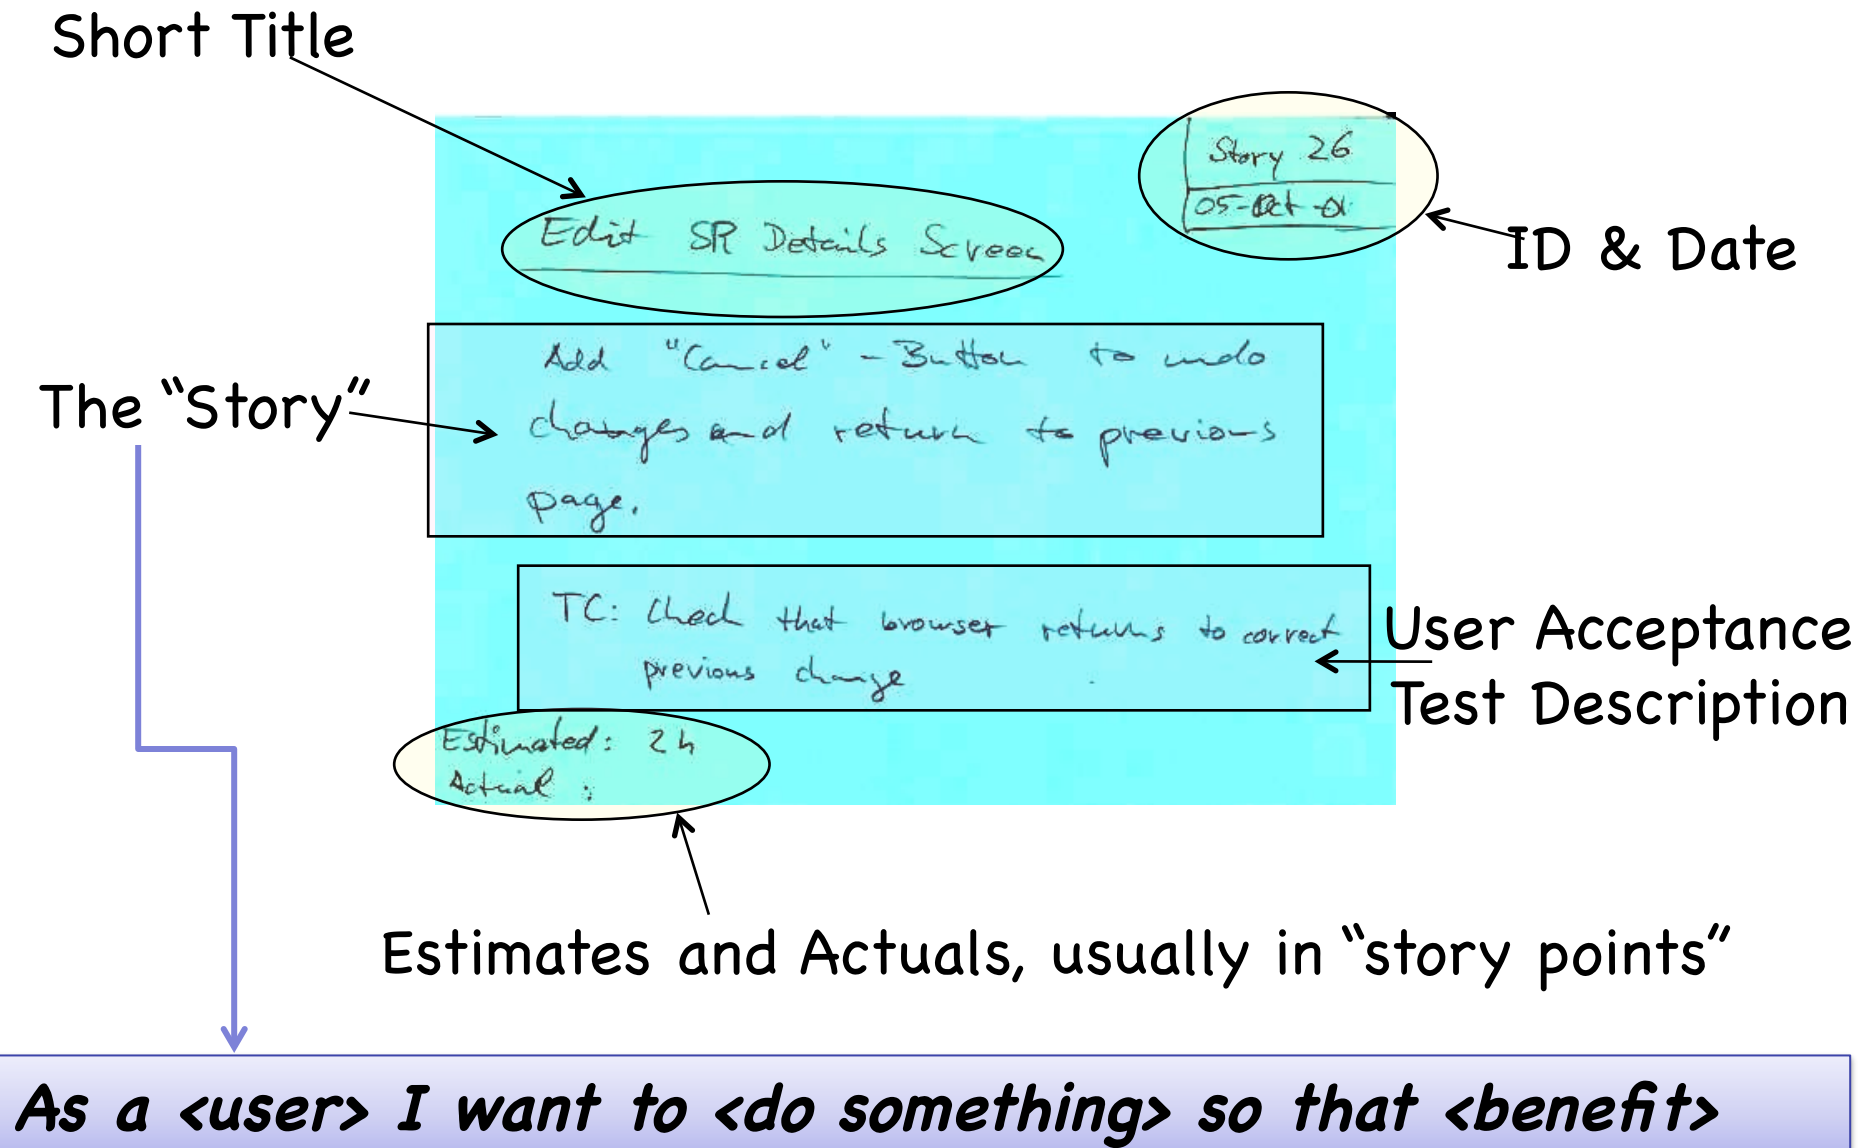 Short Title
Story 26
05-Oct-01
Edit SR Details Screen
ID & Date
Add "Cancel" - Button to undo
The “Story”
changes and return to previous
page.
TC: Check that browser returns to correct
previous change
User Acceptance
Test Description
Estimated: 2h
Actual :
Estimates and Actuals, usually in “story points”
As a <user> I want to <do something> so that <benefit>